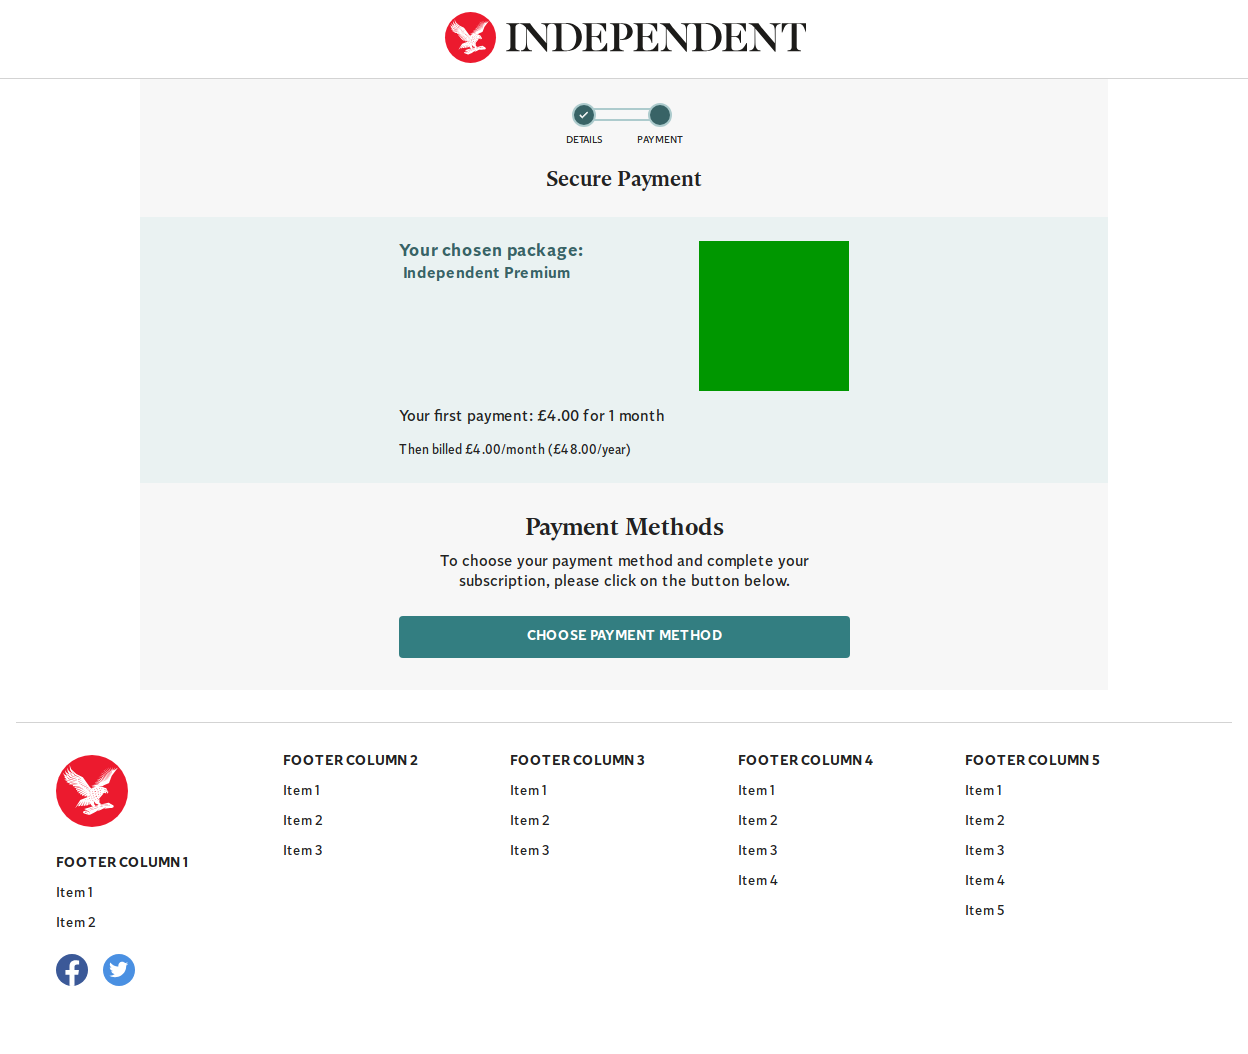 INDEPENDENT
DETAILS
PAYMENT
Secure Payment
Your chosen package:
Independent Premium
Your first payment: £4.00 for 1 month
Then billed £4.00/month (£48.00/year)
Payment Methods
To choose your payment method and complete your
subscription, please click on the button below.
CHOOSE PAYMENT METHOD
FOOTER COLUMN 1
Item 1
Item 2
FOOTER COLUMN 2
Item 1
Item 2
Item 3
FOOTER COLUMN 3
Item 1
Item 2
Item 3
FOOTER COLUMN 4
Item 1
Item 2
Item 3
Item 4
FOOTER COLUMN 5
Item 1
Item 2
Item 3
Item 4
Item 5